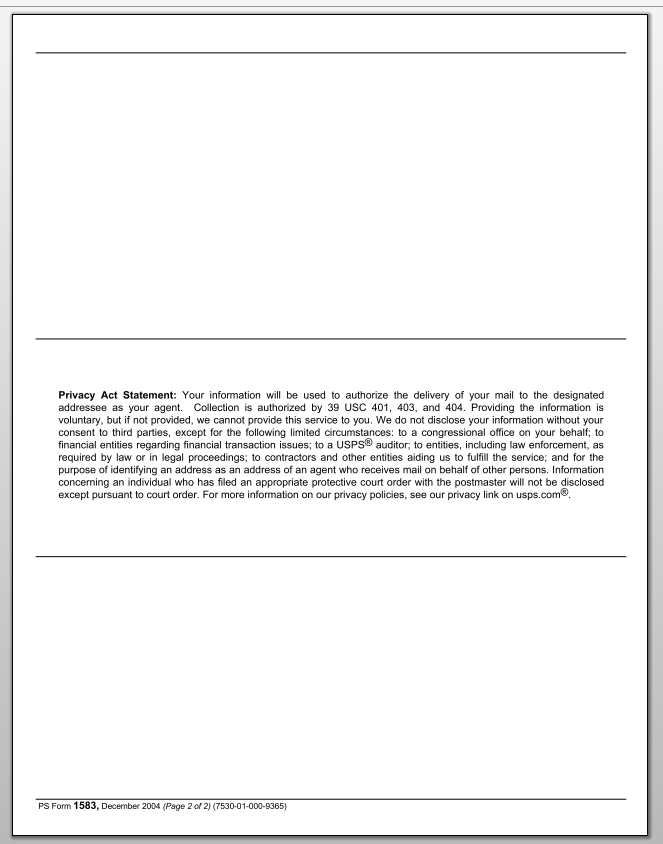 Privacy Act Statement: Your information will be used to authorize the delivery of your mail to the designated
addressee as your agent. Collection is authorized by 39 USC 401, 403, and 404. Providing the information is
voluntary, but if not provided, we cannot provide this service to you. We do not disclose your information without your
consent to third parties, except for the following limited circumstances: to a congressional office on your behalf; to
financial entities regarding financial transaction issues; to a USPS® auditor; to entities, including law enforcement, as
required by law or in legal proceedings; to contractors and other entities aiding us to fulfill the service; and for the
purpose of identifying an address as an address of an agent who receives mail on behalf of other persons. Information
concerning an individual who has filed an appropriate protective court order with the postmaster will not be disclosed
except pursuant to court order. For more information on our privacy policies, see our privacy link on usps.com®.
PS Form 1583, December 2004 (Page 2 of 2) (7530-01-000-9365)